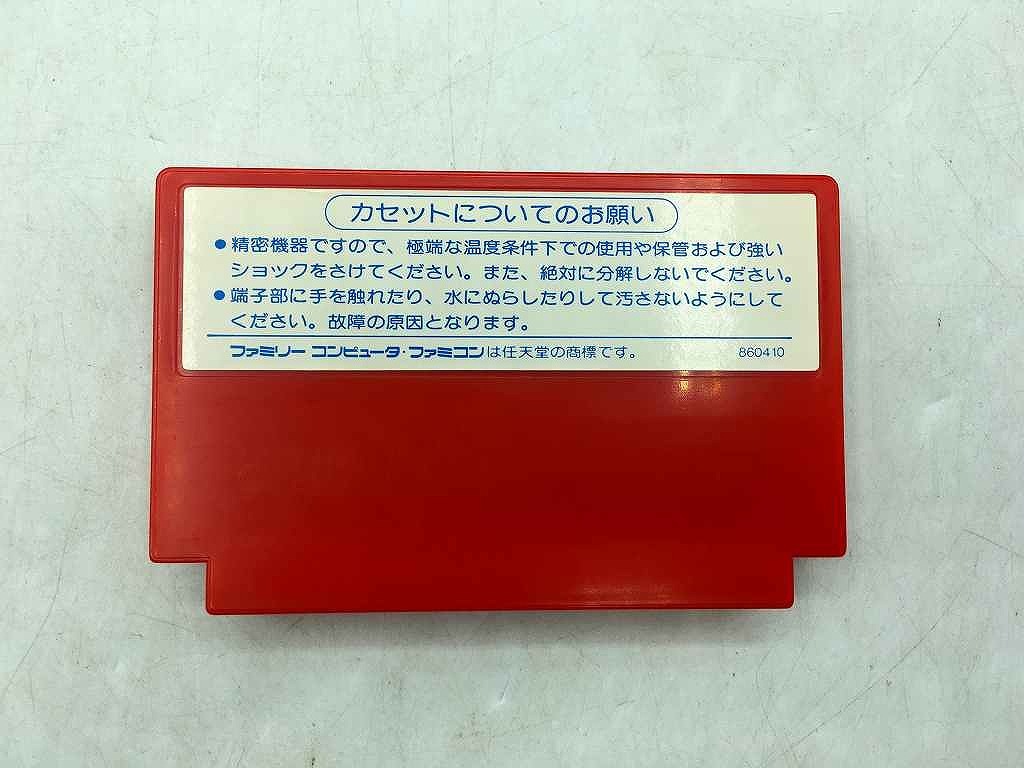 カセットについてのお願い
●精密機器ですので、極端な温度条件下での使用や保管および強い
ショックをさけてください。また、絶対に分解しないでください。
●端子部に手を触れたり、水にぬらしたりして汚さないようにして
ください。故障の原因となります。
ファミリー コンピュータ・ファミコンは任天堂の商標です。 860410